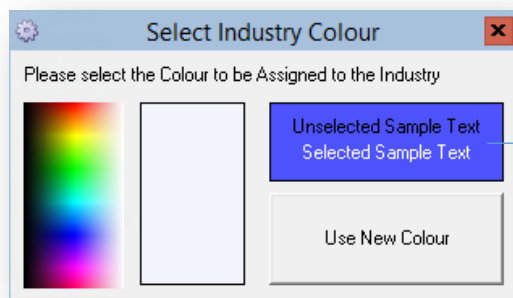 Select Industry Colour
Please select the Colour to be Assigned to the Industry
Unselected Sample Text
Selected Sample Text
Use New Colour